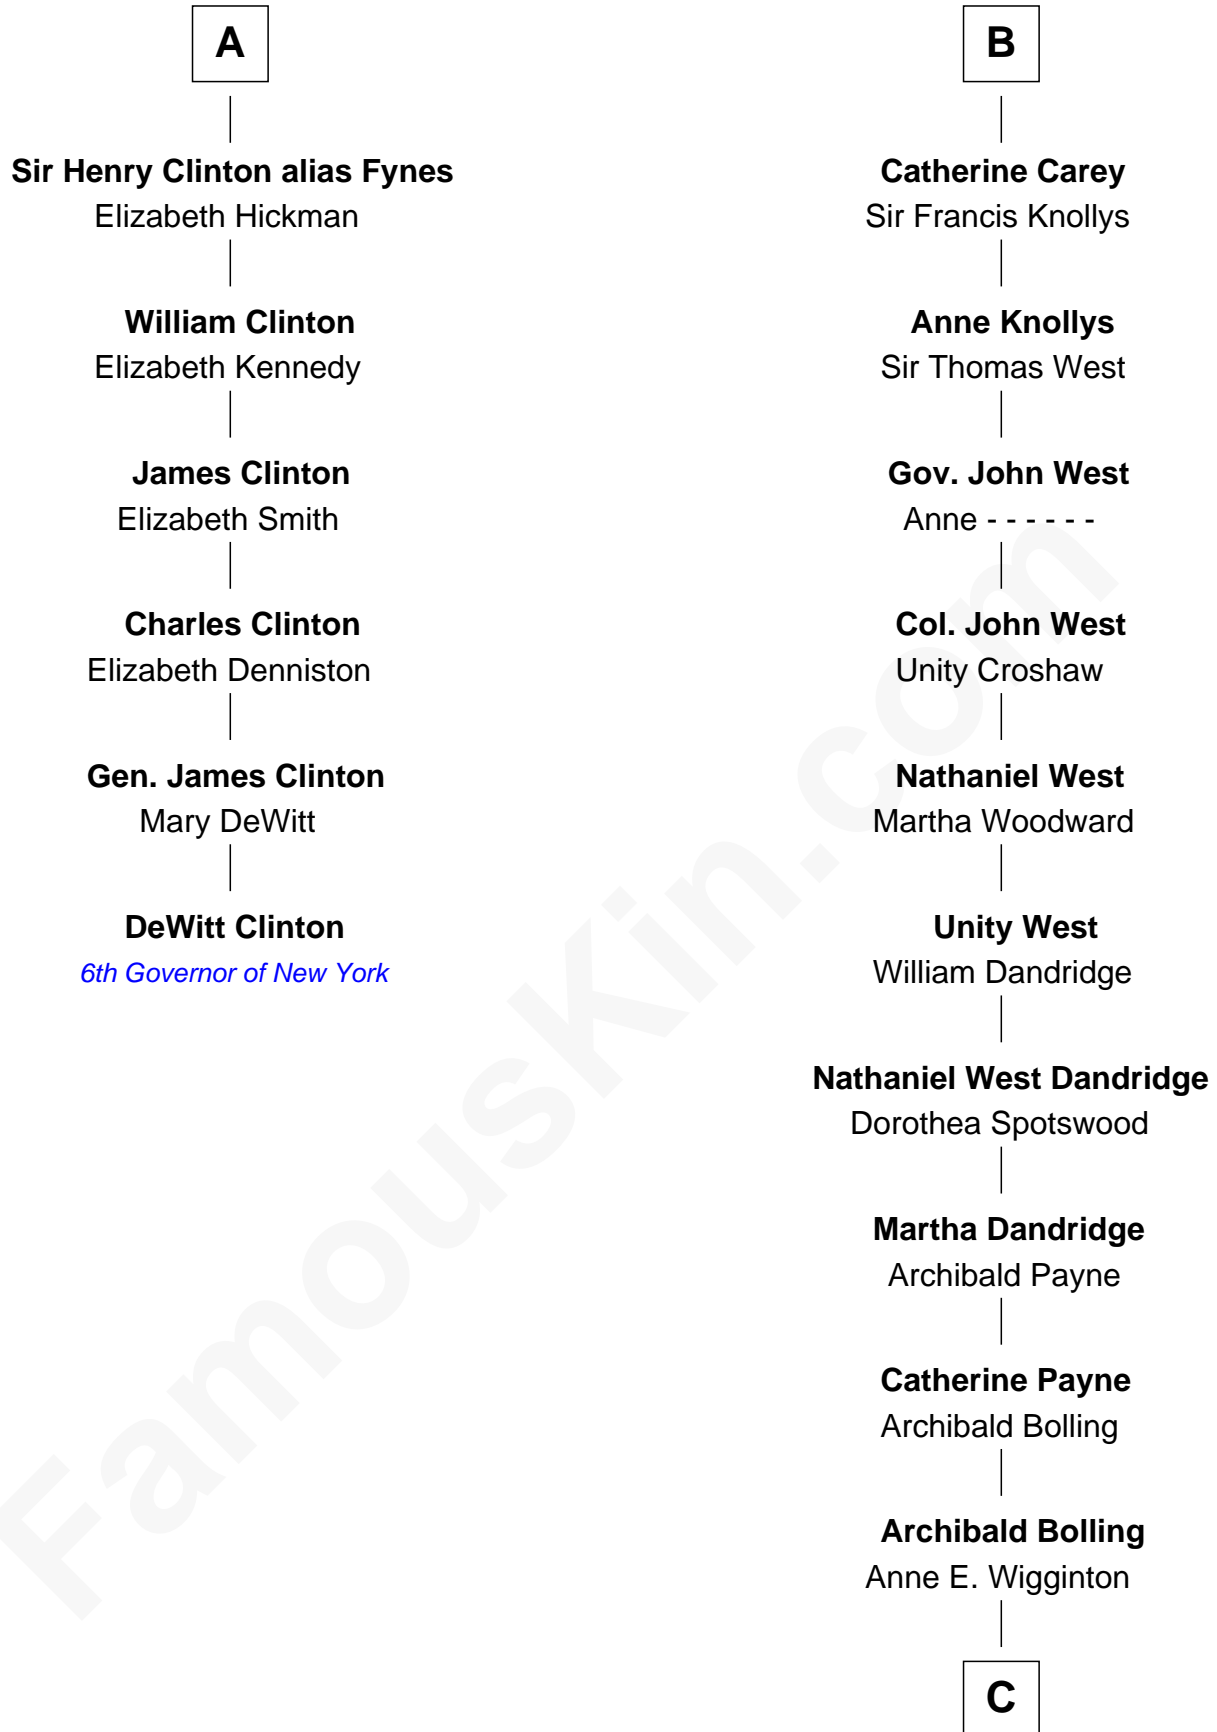 A
Sir Henry Clinton alias Fynes
Elizabeth Hickman
William Clinton
Elizabeth Kennedy
James Clinton
Elizabeth Smith
Charles Clinton
Elizabeth Denniston
Gen. James Clinton
Mary DeWitt
DeWitt Clinton
6th Governor of New York
B
Catherine Carey
Sir Francis Knollys
Anne Knollys
Sir Thomas West
Gov. John West
Anne - - - - - -
Col. John West
Unity Croshaw
Nathaniel West
Martha Woodward
Unity West
William Dandridge
Nathaniel West Dandridge
Dorothea Spotswood
Martha Dandridge
Archibald Payne
Catherine Payne
Archibald Bolling
Archibald Bolling
Anne E. Wigginton
C
FamousKin.com